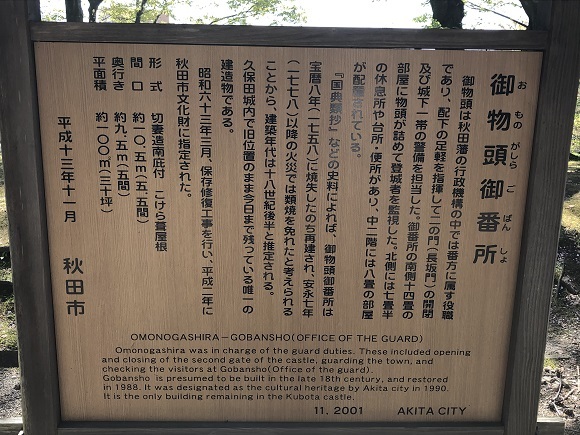 御物頭御番所
おものがしらごばんしょ
御物頭は秋田藩の行政機構の中では番方に属す役職
であり、配下の足軽を指揮して二の門(長坂門)の開閉
及び城下一帯の警備を担当した。御番所の南側十四畳の
部屋に物頭が詰めて登城者を監視した。北側には七畳半
の休息所や台所・便所があり、中二階には八畳の部屋
が配置されている。
『国典類抄』などの史料によれば、御物頭御番所は
宝暦八年(一七五八)に焼失したのち再建され、安永七年
(一七七八)以降の火災では類焼を免れたと考えられる
ことから、建築年代は十八世紀後半と推定される。
久保田城内で旧位置のまま今日まで残っている唯一の
建造物である。
昭和六十三年三月、保存修復工事を行い、平成二年に
秋田市文化財に指定された。
形式 切妻造南庇付 こけら葺屋根
間口 約一〇.五m(五.五間)
奥行き 約九.五m(五間)
平面積 約一〇〇㎡(三〇坪)
平成十三年十一月 秋田市
OMONOGASHIRA-GOBANSHO(OFFICE OF THE GUARD)
Omonogashira was in charge of the guard duties. These included opening
and closing of the second gate of the castle, guarding the town, and
checking the visitors at Gobansho(Office of the guard).
Gobansho is presumed to be built in the late 18th century, and restored
in 1988. It was designated as the cultural heritage by Akita city in 1990.
It is the only building remaining in the Kubota castle.
11. 2001 AKITA CITY